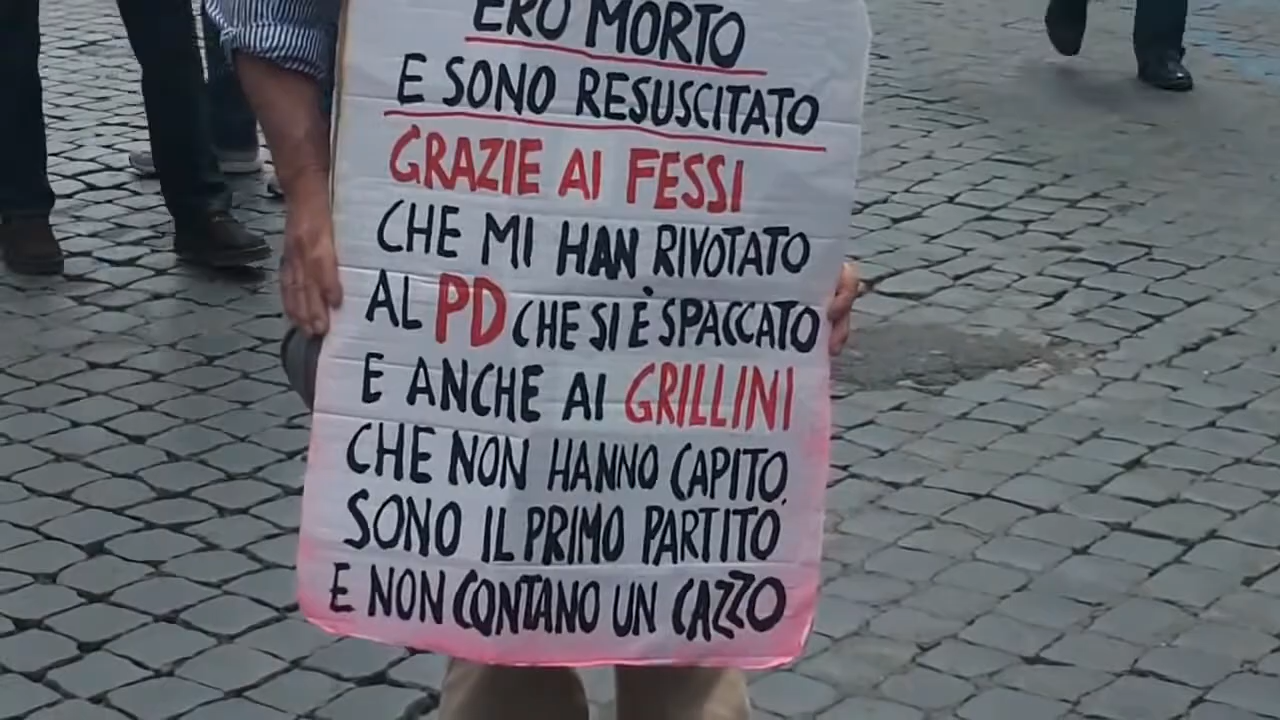 ERO MORTO
E SONO RESUSCITATO
GRAZIE AI FESSI
CHE MI HAN RIVOTATO
AL PD CHE SI È SPACCATO
E ANCHE AI GRILLINI
CHE NON HANNO CAPITO.
SONO IL PRIMO PARTITO
E NON CONTANO UN CAZZO